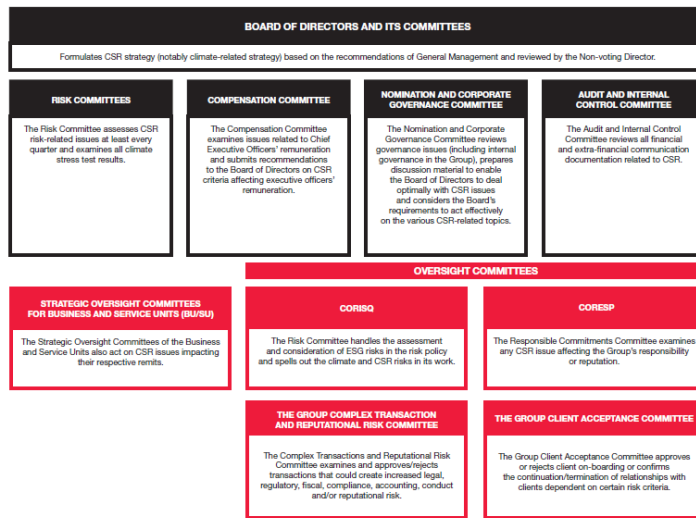 BOARD OF DIRECTORS AND ITS COMMITTEES
Formulates CSR strategy (notably climate-related strategy) based on the recommendations of General Management and reviewed by the Non-voting Director.
RISK COMMITTEES
The Risk Committee assesses CSR
risk-related issues at least every
quarter and examines all climate
stress test results.
COMPENSATION COMMITTEE
The Compensation Committee
examines issues related to Chief
Executive Officers' remuneration
and submits recommendations
to the Board of Directors on CSR
criteria affecting executive officers'
remuneration.
NOMINATION AND CORPORATE
GOVERNANCE COMMITTEE
The Nomination and Corporate
Governance Committee reviews
governance issues (including internal
governance in the Group), prepares
discussion material to enable
the Board of Directors to deal
optimally with CSR issues
and considers the Board's
requirements to act effectively
on the various CSR-related topics.
AUDIT AND INTERNAL
CONTROL COMMITTEE
The Audit and Internal Control
Committee reviews all financial
and extra-financial communication
documentation related to CSR.
OVERSIGHT COMMITTEES
STRATEGIC OVERSIGHT COMMITTEES
FOR BUSINESS AND SERVICE UNITS (BU/SU)
The Strategic Oversight Committees of the Business
and Service Units also act on CSR issues impacting
their respective remits.
CORISQ
The Risk Committee handles the assessment
and consideration of ESG risks in the risk policy
and spells out the climate and CSR risks in its work.
CORESP
The Responsible Commitments Committee examines
any CSR issue affecting the Group's responsibility
or reputation.
THE GROUP COMPLEX TRANSACTION
AND REPUTATIONAL RISK COMMITTEE
The Complex Transactions and Reputational Risk
Committee examines and approves/rejects
transactions that could create increased legal,
regulatory, fiscal, compliance, accounting, conduct
and/or reputational risk.
THE GROUP CLIENT ACCEPTANCE COMMITTEE
The Group Client Acceptance Committee approves
or rejects client on-boarding or confirms
the continuation/termination of relationships with
clients dependent on certain risk criteria.